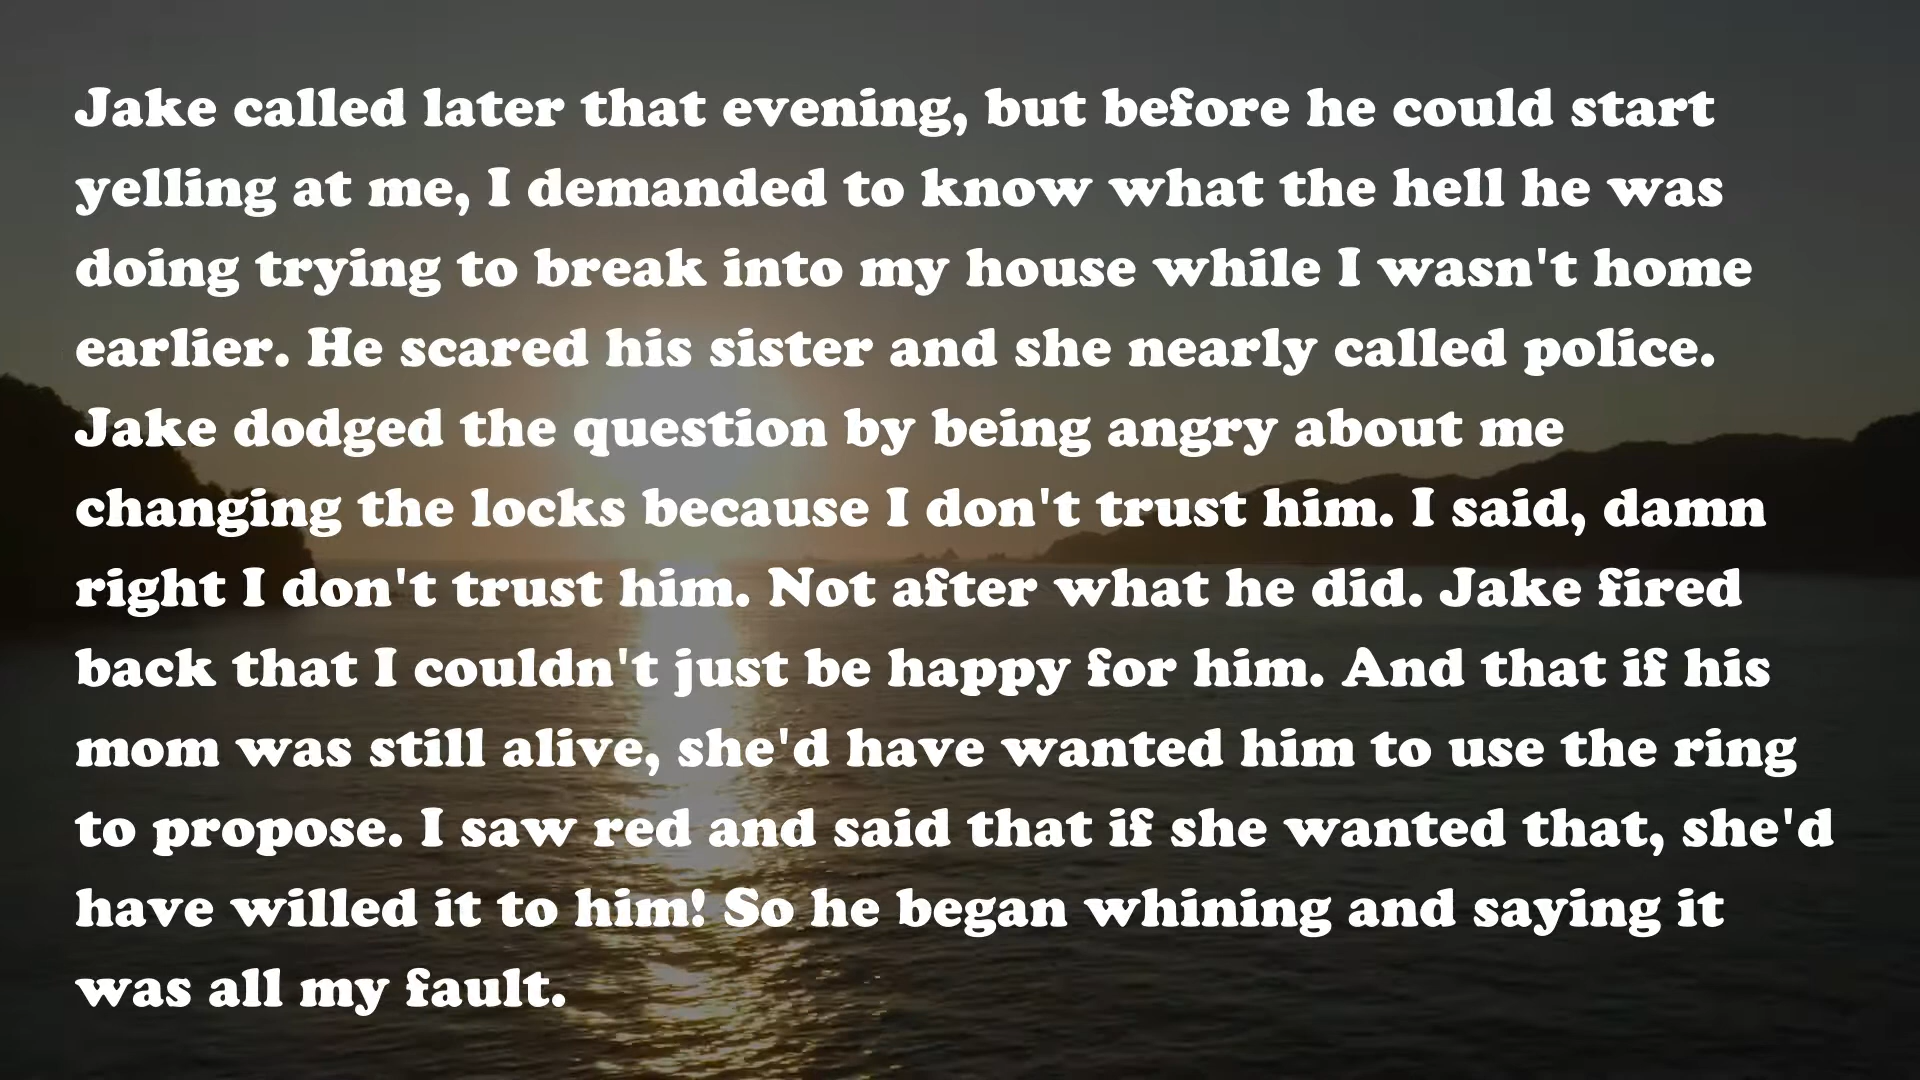 Jake called later that evening, but before he could start
yelling at me, I demanded to know what the hell he was
doing trying to break into my house while I wasn't home
earlier. He scared his sister and she nearly called police.
Jake dodged the question by being angry about me
changing the locks because I don't trust him. I said, damn
right I don't trust him. Not after what he did. Jake fired
back that I couldn't just be happy for him. And that if his
mom was still alive, she'd have wanted him to use the ring
to propose. I saw red and said that if she wanted that, she'd
have willed it to him! So he began whining and saying it
was all my fault.